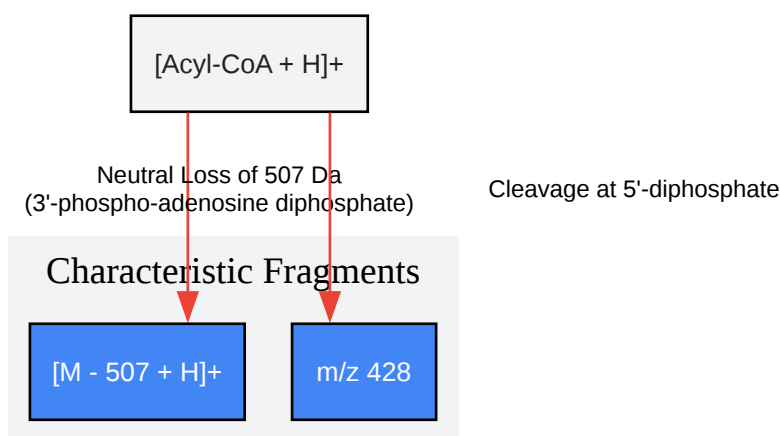 [Acyl-CoA + H]+
Neutral Loss of 507 Da
(3'-phospho-adenosine diphosphate)
Cleavage at 5'-diphosphate
Characteristic Fragments
[M - 507 + H]+
m/z 428